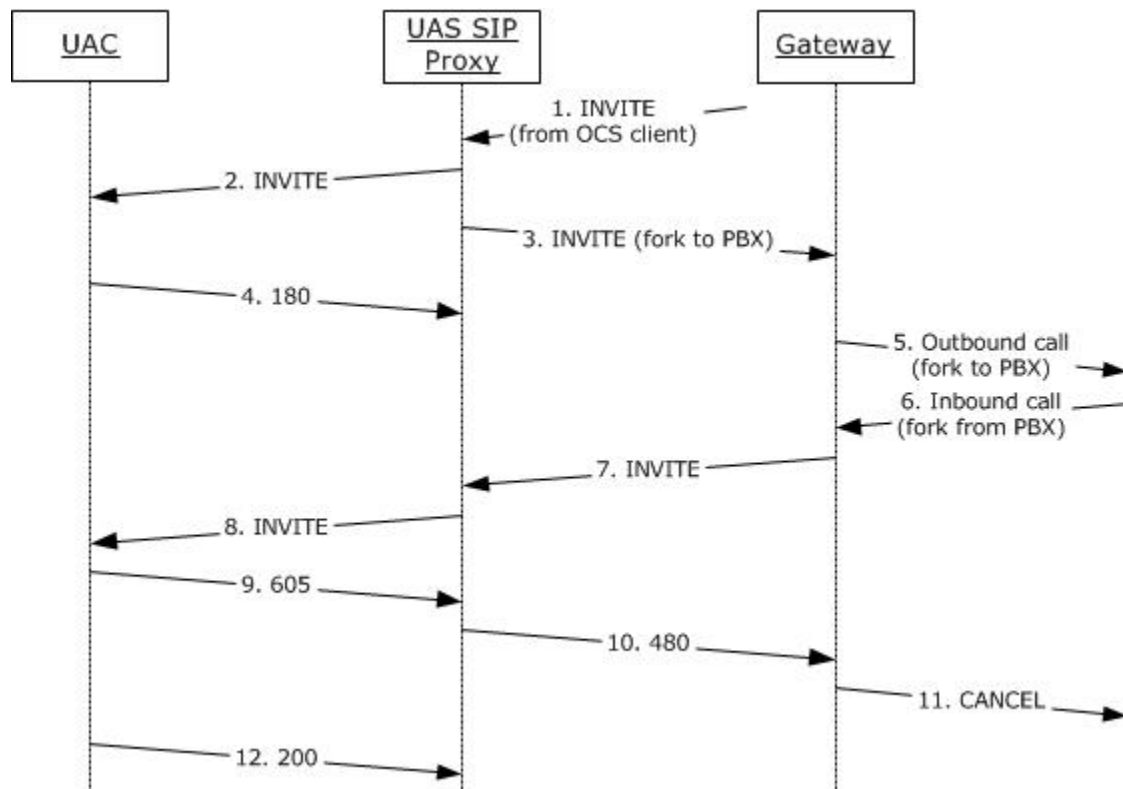 UAC
UAS SIP
Proxy
Gateway
1. INVITE
(from OCS client)
2. INVITE
3. INVITE (fork to PBX)
4. 180
5. Outbound call
(fork to PBX)
6. Inbound call
(fork from PBX)
7. INVITE
8. INVITE
9. 605
10. 480
11. CANCEL
12. 200